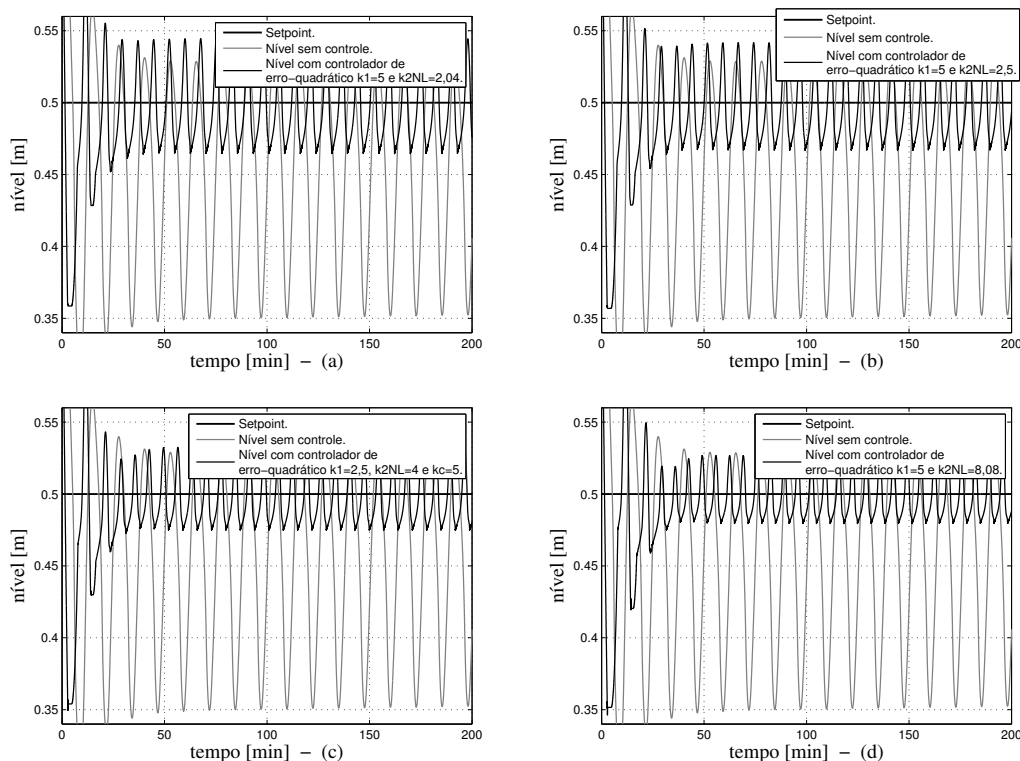 0.55
0.5
0.45
0.4
0.35
nível [m]
Setpoint.
Nível sem controle.
Nível com controlador de
erro−quadrático k1=5 e k2NL=2,04.
0
50
100
150
200
tempo [min] − (a)
0.55
0.5
0.45
0.4
0.35
nível [m]
Setpoint.
Nível sem controle.
Nível com controlador de
erro−quadrático k1=5 e k2NL=2,5.
0
50
100
150
200
tempo [min] − (b)
0.55
0.5
0.45
0.4
0.35
nível [m]
Setpoint.
Nível sem controle.
Nível com controlador de
erro−quadrático k1=2,5, k2NL=4 e kc=5.
0
50
100
150
200
tempo [min] − (c)
0.55
0.5
0.45
0.4
0.35
nível [m]
Setpoint.
Nível sem controle.
Nível com controlador de
erro−quadrático k1=5 e k2NL=8,08.
0
50
100
150
200
tempo [min] − (d)